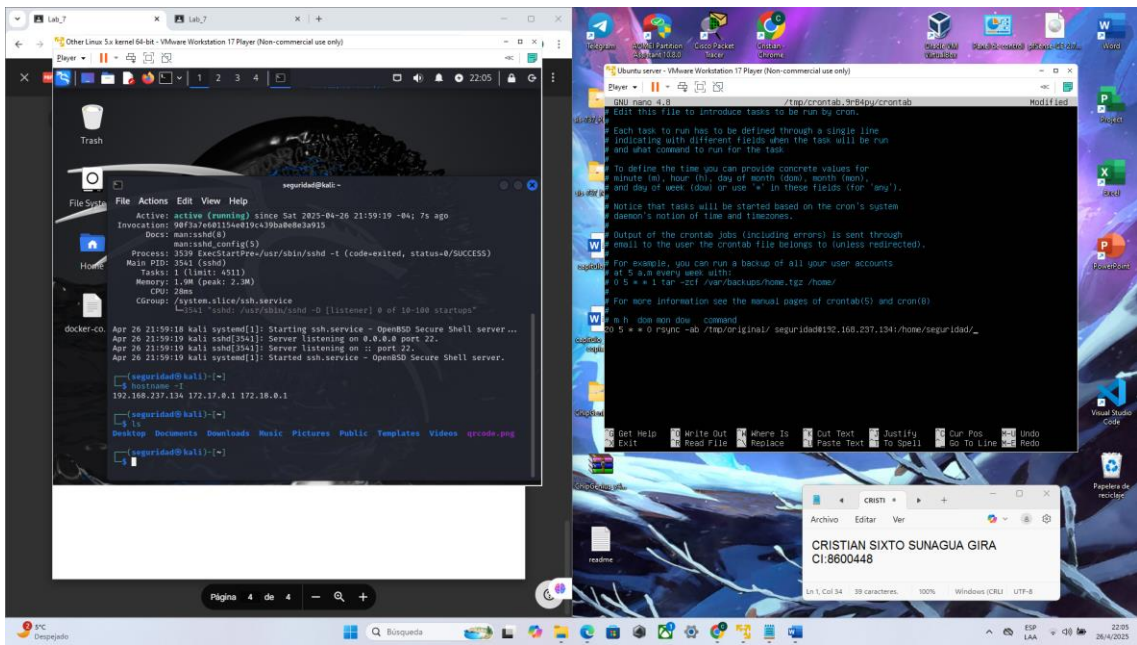 Lab_7
Lab_7
Other Linux 5.x kernel 64-bit - VMware Workstation 17 Player (Non-commercial use only)
Player
1 2 3 4
22:05
Trash
File Syste
Home
docker-co.
seguridad@kali: ~
File Actions Edit View Help
Active: active (running) since Sat 2025-04-26 21:59:19 -04; 7s ago
Invocation: 90f3a7e601154e019c439ba0e8e3a915
Docs: man:sshd(8)
man:sshd_config(5)
Process: 3539 ExecStartPre=/usr/sbin/sshd -t (code=exited, status=0/SUCCESS)
Main PID: 3541 (sshd)
Tasks: 1 (limit: 4511)
Memory: 1.9M (peak: 2.3M)
CPU: 28ms
CGroup: /system.slice/ssh.service
└─3541 "sshd: /usr/sbin/sshd -D [listener] 0 of 10-100 startups"
Apr 26 21:59:18 kali systemd[1]: Starting ssh.service - OpenBSD Secure Shell server...
Apr 26 21:59:19 kali sshd[3541]: Server listening on 0.0.0.0 port 22.
Apr 26 21:59:19 kali sshd[3541]: Server listening on :: port 22.
Apr 26 21:59:19 kali systemd[1]: Started ssh.service - OpenBSD Secure Shell server.
┌──(seguridad㉿kali)-[~]
└─$ hostname -I
192.168.237.134 172.17.0.1 172.18.0.1
┌──(seguridad㉿kali)-[~]
└─$ ls
Desktop Documents Downloads Music Pictures Public Templates Videos qrcode.png
┌──(seguridad㉿kali)-[~]
└─$
Página 4 de 4
Telegram
Cisco Packet Tracer
Word
Ubuntu server - VMware Workstation 17 Player (Non-commercial use only)
Player
GNU nano 4.8 /tmp/crontab.9r84py/crontab Modified
# Edit this file to introduce tasks to be run by cron.
#
# Each task to run has to be defined through a single line
# indicating with different fields when the task will be run
# and what command to run for the task
#
# To define the time you can provide concrete values for
# minute (m), hour (h), day of month (dom), month (mon),
# and day of week (dow) or use '*' in these fields (for 'any').
#
# Notice that tasks will be started based on the cron's system
# daemon's notion of time and timezones.
#
# Output of the crontab jobs (including errors) is sent through
# email to the user the crontab file belongs to (unless redirected).
#
# For example, you can run a backup of all your user accounts
# at 5 a.m every week with:
# 0 5 * * 1 tar -zcf /var/backups/home.tgz /home/
#
# For more information see the manual pages of crontab(5) and cron(8)
#
# m h dom mon dow command
20 5 * * 0 rsync -ab /tmp/original/ seguridad@192.168.237.134:/home/seguridad/_
^G Get Help ^O Write Out ^W Where Is ^K Cut Text ^J Justify ^C Cur Pos M-U Undo
^X Exit ^R Read File ^\ Replace ^U Paste Text ^T To Spell ^_ Go To Line M-E Redo
Project
Excel
PowerPoint
Visual Studio Code
Papelera de reciclaje
readme
CRISTI
Archivo Editar Ver
CRISTIAN SIXTO SUNAGUA GIRA
CI:8600448
Ln 1, Col 34 39 caracteres. 100% Windows (CRLI UTF-8
5°C
Despejado
Búsqueda
ESP
LAA
22:05
26/4/2025